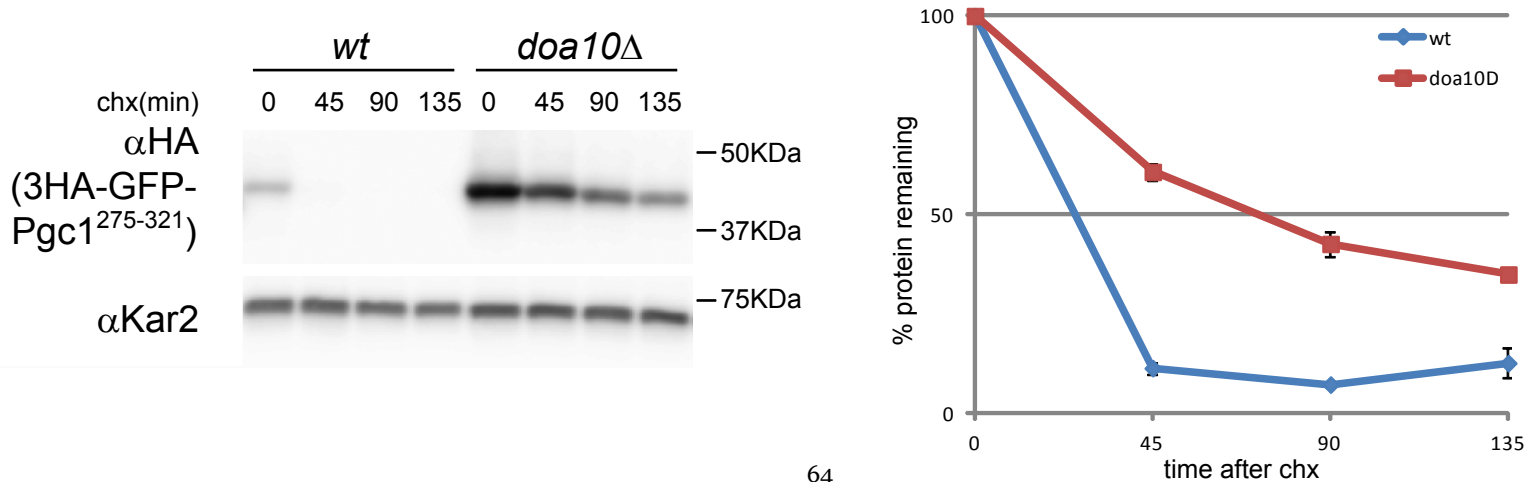 wt doa10Δ
chx(min) 0 45 90 135 0 45 90 135
αHA
(3HA-GFP-
Pgc1275-321)
50KDa
37KDa
αKar2
75KDa
64
100
50
0
% protein remaining
wt
doa10D
0 45 90 135
time after chx